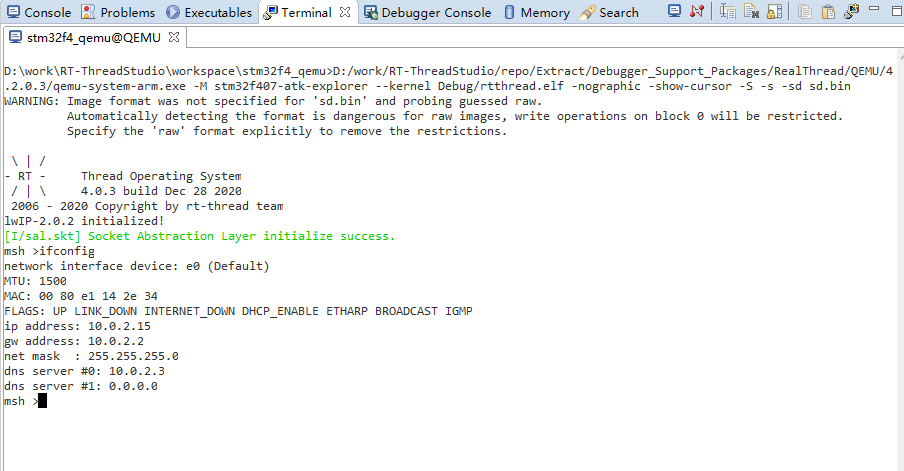 Console Problems Executables Terminal Debugger Console Memory Search
stm32f4_qemu@QEMU
D:\work\RT-ThreadStudio\workspace\stm32f4_qemu>D:/work/RT-ThreadStudio/repo/Extract/Debugger_Support_Packages/RealThread/QEMU/4
.2.0.3/qemu-system-arm.exe -M stm32f407-atk-explorer --kernel Debug/rtthread.elf -nographic -show-cursor -S -s -sd sd.bin
WARNING: Image format was not specified for 'sd.bin' and probing guessed raw.
         Automatically detecting the format is dangerous for raw images, write operations on block 0 will be restricted.
         Specify the 'raw' format explicitly to remove the restrictions.
 \ | /
- RT -     Thread Operating System
 / | \     4.0.3 build Dec 28 2020
 2006 - 2020 Copyright by rt-thread team
lwIP-2.0.2 initialized!
[I/sal.skt] Socket Abstraction Layer initialize success.
msh >ifconfig
network interface device: e0 (Default)
MTU: 1500
MAC: 00 80 e1 14 2e 34
FLAGS: UP LINK_DOWN INTERNET_DOWN DHCP_ENABLE ETHARP BROADCAST IGMP
ip address: 10.0.2.15
gw address: 10.0.2.2
net mask  : 255.255.255.0
dns server #0: 10.0.2.3
dns server #1: 0.0.0.0
msh >